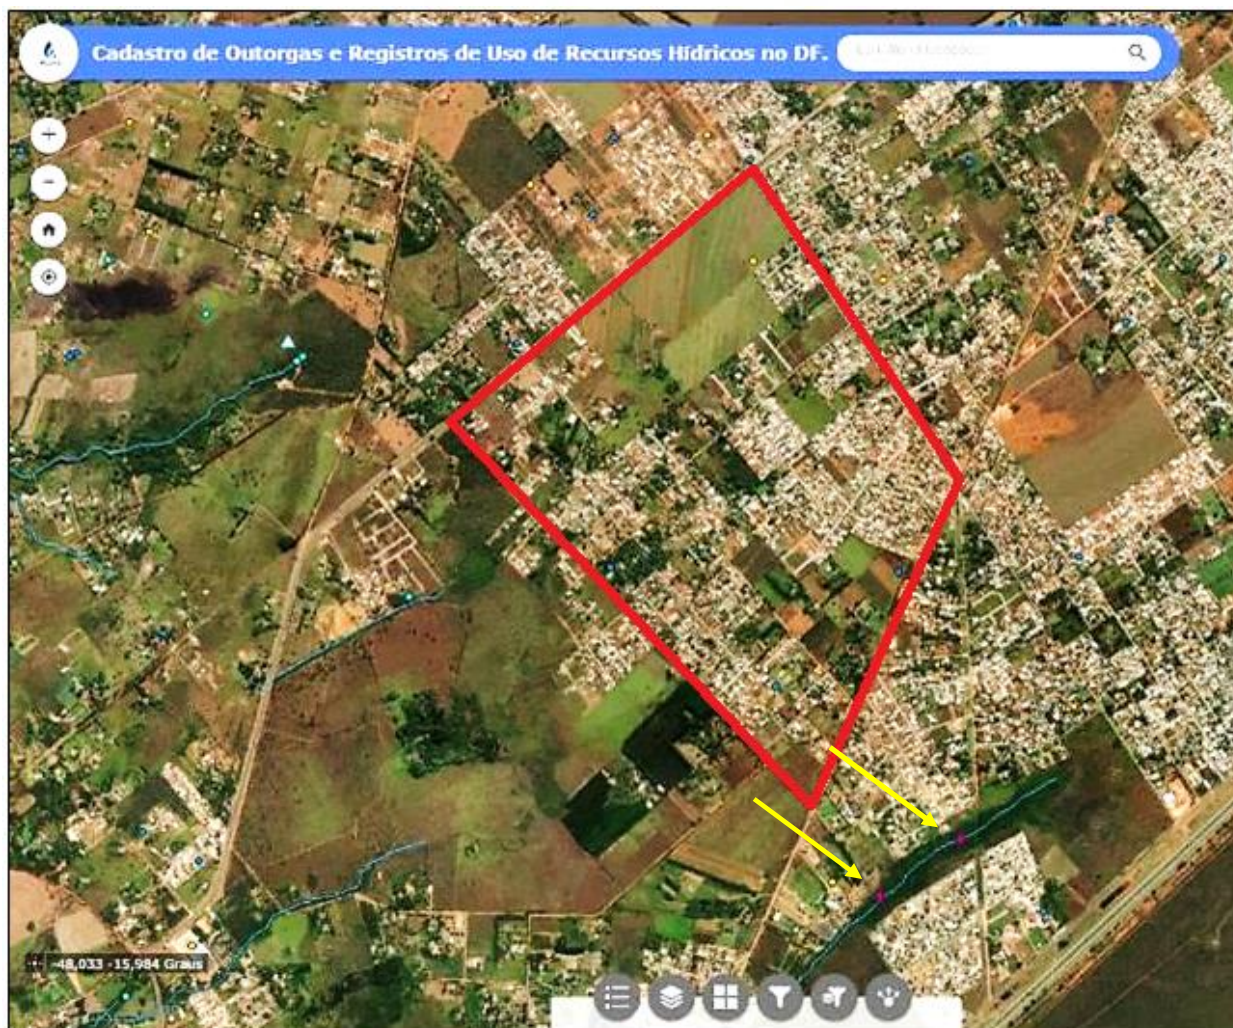 Cadastro de Outorgas e Registros de Uso de Recursos Hídricos no DF.
-48,033 -15,984 Graus